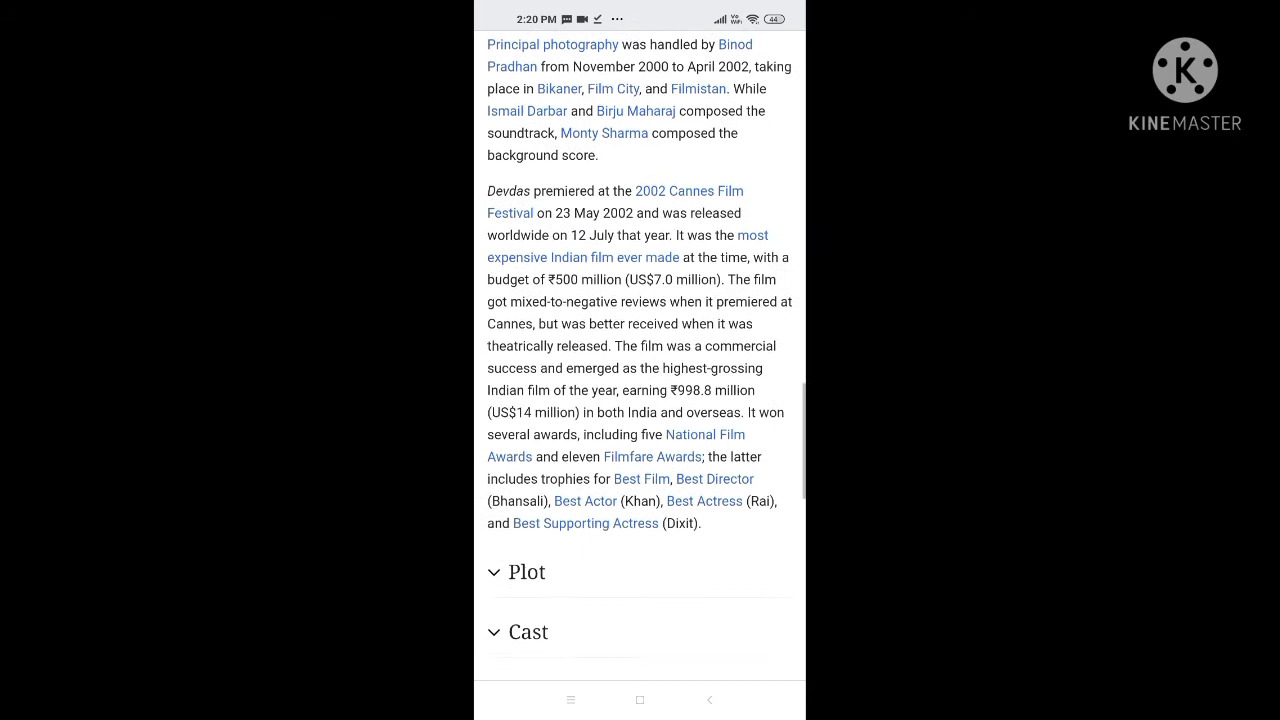 2:20 PM
Vo
WiFi
44
Principal photography was handled by Binod
Pradhan from November 2000 to April 2002, taking
place in Bikaner, Film City, and Filmistan. While
Ismail Darbar and Birju Maharaj composed the
soundtrack, Monty Sharma composed the
background score.
Devdas premiered at the 2002 Cannes Film
Festival on 23 May 2002 and was released
worldwide on 12 July that year. It was the most
expensive Indian film ever made at the time, with a
budget of ₹500 million (US$7.0 million). The film
got mixed-to-negative reviews when it premiered at
Cannes, but was better received when it was
theatrically released. The film was a commercial
success and emerged as the highest-grossing
Indian film of the year, earning ₹998.8 million
(US$14 million) in both India and overseas. It won
several awards, including five National Film
Awards and eleven Filmfare Awards; the latter
includes trophies for Best Film, Best Director
(Bhansali), Best Actor (Khan), Best Actress (Rai),
and Best Supporting Actress (Dixit).
Plot
Cast
K
KINEMASTER